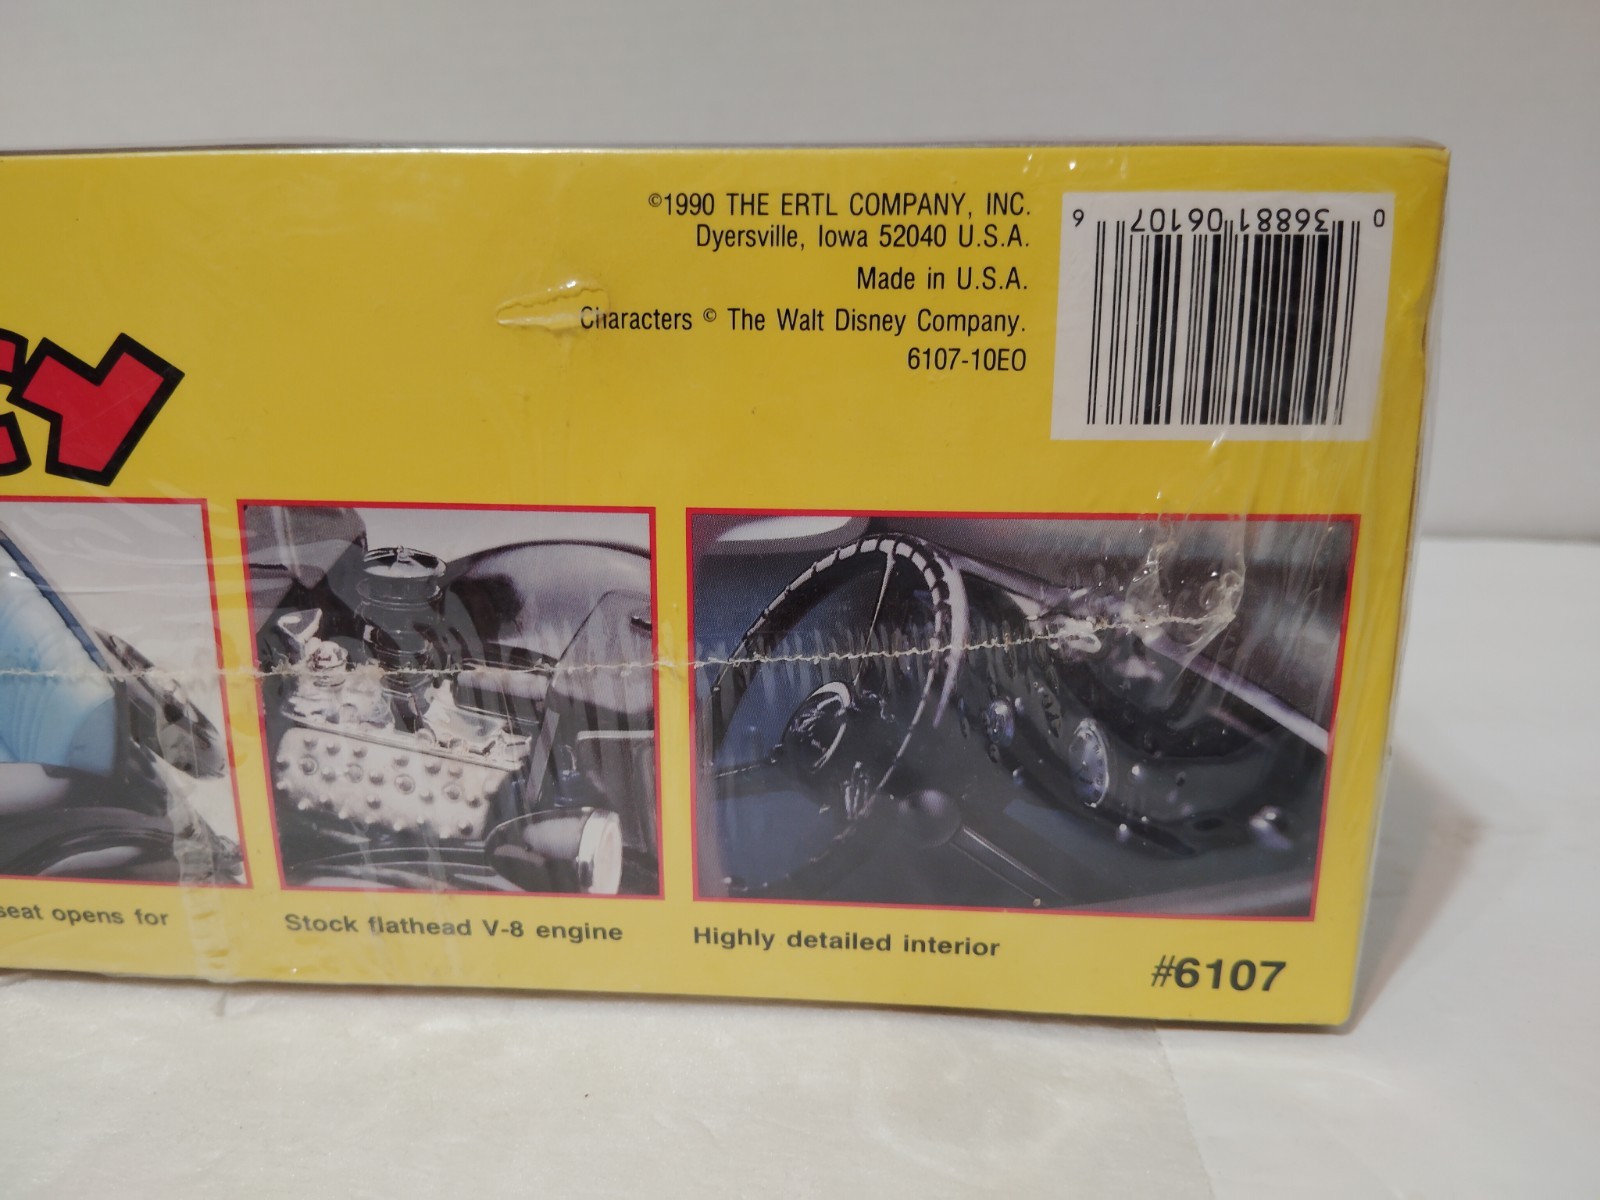 ©1990 THE ERTL COMPANY, INC.
Dyersville, Iowa 52040 U.S.A.
Made in U.S.A.
Characters © The Walt Disney Company.
6107-10EO
0 36881 06107 6
CY
seat opens for
Stock flathead V-8 engine
Highly detailed interior
#6107